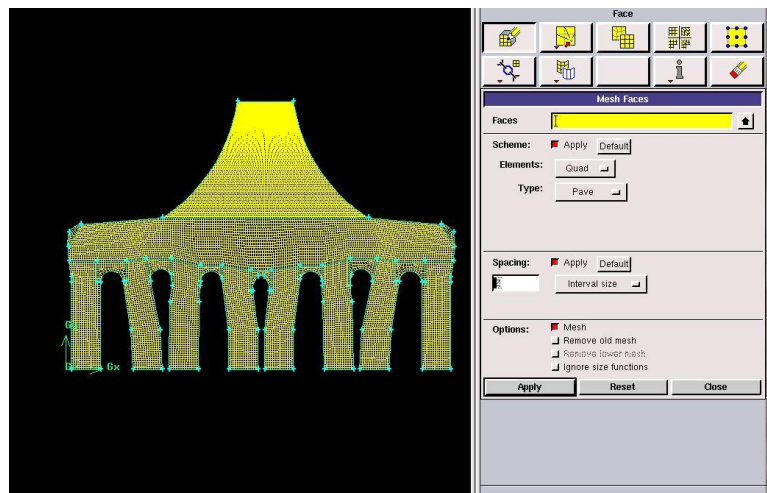 Face
Mesh Faces
Faces
Scheme: Apply Default
Elements: Quad
Type: Pave
Spacing: Apply Default
Interval size
Options: Mesh
Remove old mesh
Remove lower mesh
Ignore size functions
Apply Reset Close
Gx